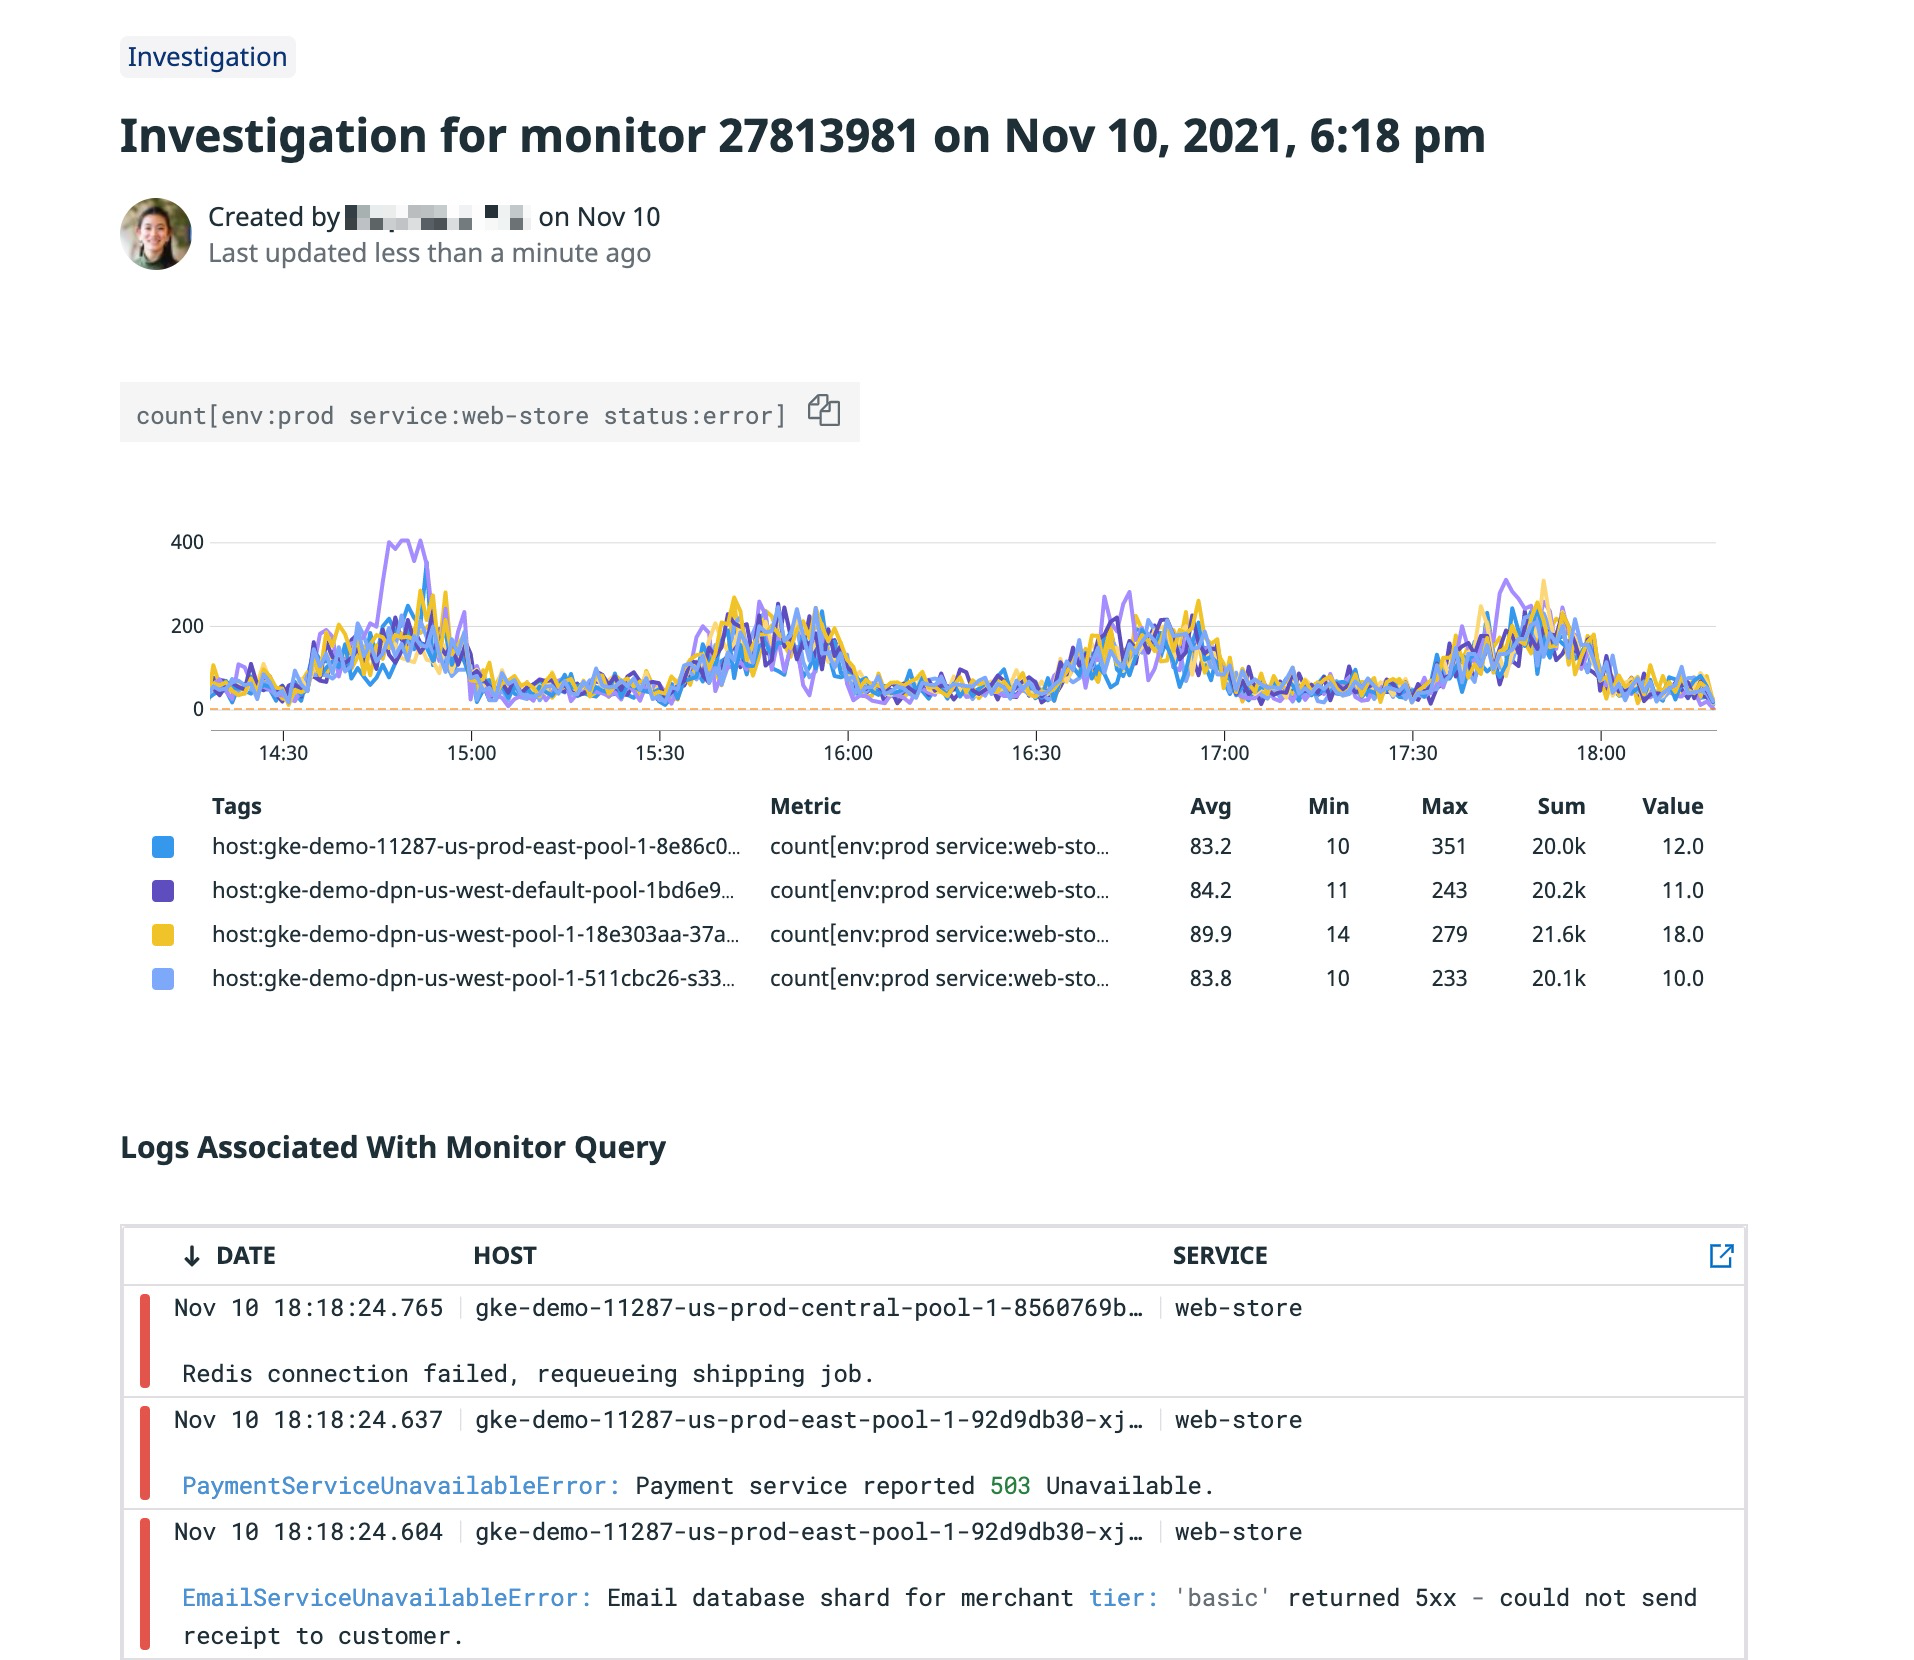 Investigation
Investigation for monitor 27813981 on Nov 10, 2021, 6:18 pm
Created by on Nov 10
Last updated less than a minute ago
count[env:prod service:web-store status:error]
400
200
0
14:30 15:00 15:30 16:00 16:30 17:00 17:30 18:00
Tags Metric Avg Min Max Sum Value
host:gke-demo-11287-us-prod-east-pool-1-8e86c0... count[env:prod service:web-sto... 83.2 10 351 20.0k 12.0
host:gke-demo-dpn-us-west-default-pool-1bd6e9... count[env:prod service:web-sto... 84.2 11 243 20.2k 11.0
host:gke-demo-dpn-us-west-pool-1-18e303aa-37a... count[env:prod service:web-sto... 89.9 14 279 21.6k 18.0
host:gke-demo-dpn-us-west-pool-1-511cbc26-s33... count[env:prod service:web-sto... 83.8 10 233 20.1k 10.0
Logs Associated With Monitor Query
↓ DATE HOST SERVICE
Nov 10 18:18:24.765 gke-demo-11287-us-prod-central-pool-1-8560769b… web-store
Redis connection failed, requeueing shipping job.
Nov 10 18:18:24.637 gke-demo-11287-us-prod-east-pool-1-92d9db30-xj… web-store
PaymentServiceUnavailableError: Payment service reported 503 Unavailable.
Nov 10 18:18:24.604 gke-demo-11287-us-prod-east-pool-1-92d9db30-xj… web-store
EmailServiceUnavailableError: Email database shard for merchant tier: 'basic' returned 5xx - could not send
receipt to customer.